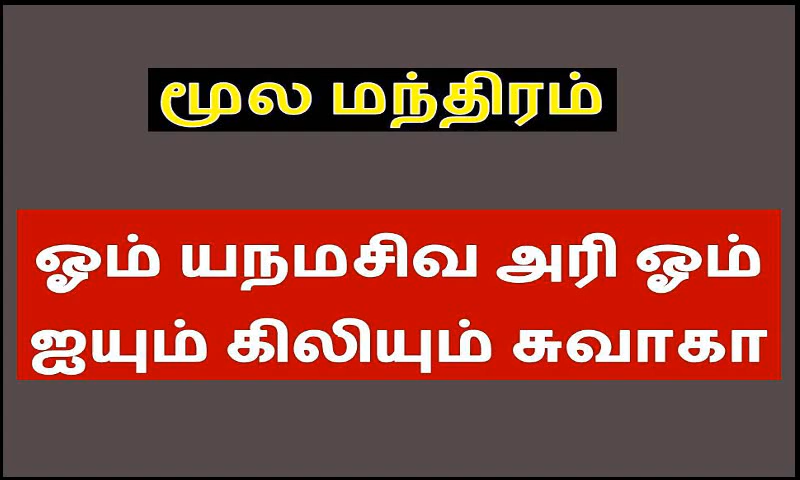 மூல மந்திரம்
ஓம் யநமசிவ அரி ஓம்
ஐயும் கிலியும் சுவாகா